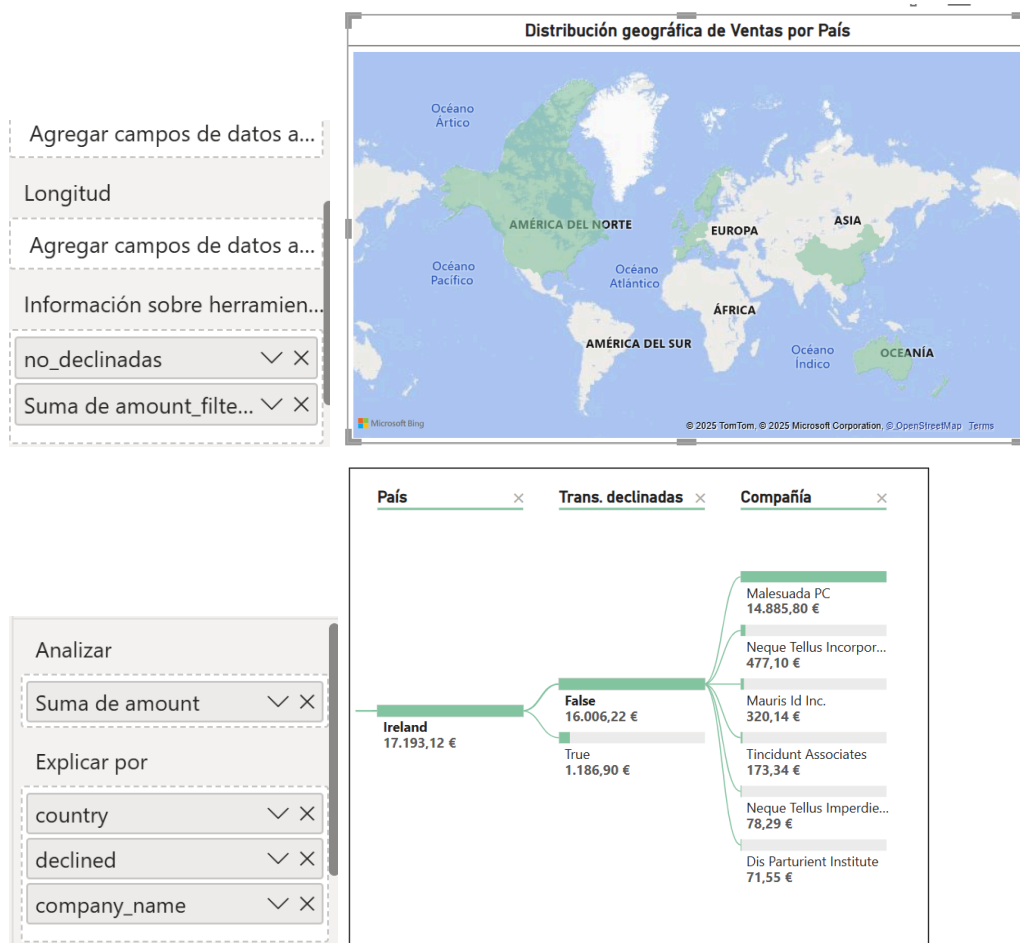 Distribución geográfica de Ventas por País
Agregar campos de datos a...
Longitud
Agregar campos de datos a...
Información sobre herramien...
no_declinadas
Suma de amount_filte...
Océano
Ártico
AMÉRICA DEL NORTE
EUROPA
ASIA
Océano
Pacífico
Océano
Atlántico
ÁFRICA
AMÉRICA DEL SUR
Océano
Índico
OCEANÍA
Microsoft Bing
© 2025 TomTom, © 2025 Microsoft Corporation, © OpenStreetMap Terms
Analizar
Suma de amount
Explicar por
country
declined
company_name
País
Trans. declinadas
Compañía
Ireland
17.193,12 €
False
16.006,22 €
True
1.186,90 €
Malesuada PC
14.885,80 €
Neque Tellus Incorpor...
477,10 €
Mauris Id Inc.
320,14 €
Tincidunt Associates
173,34 €
Neque Tellus Imperdie...
78,29 €
Dis Parturient Institute
71,55 €